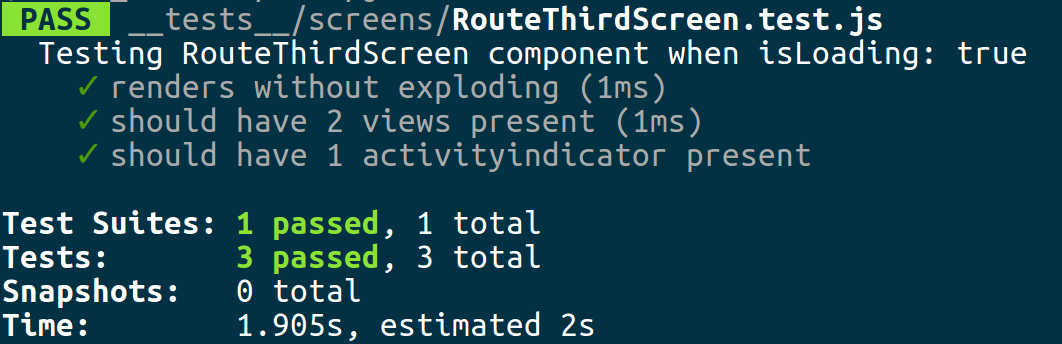 PASS __tests__/screens/RouteThirdScreen.test.js
Testing RouteThirdScreen component when isLoading: true
✓ renders without exploding (1ms)
✓ should have 2 views present (1ms)
✓ should have 1 activityindicator present
Test Suites: 1 passed, 1 total
Tests: 3 passed, 3 total
Snapshots: 0 total
Time: 1.905s, estimated 2s